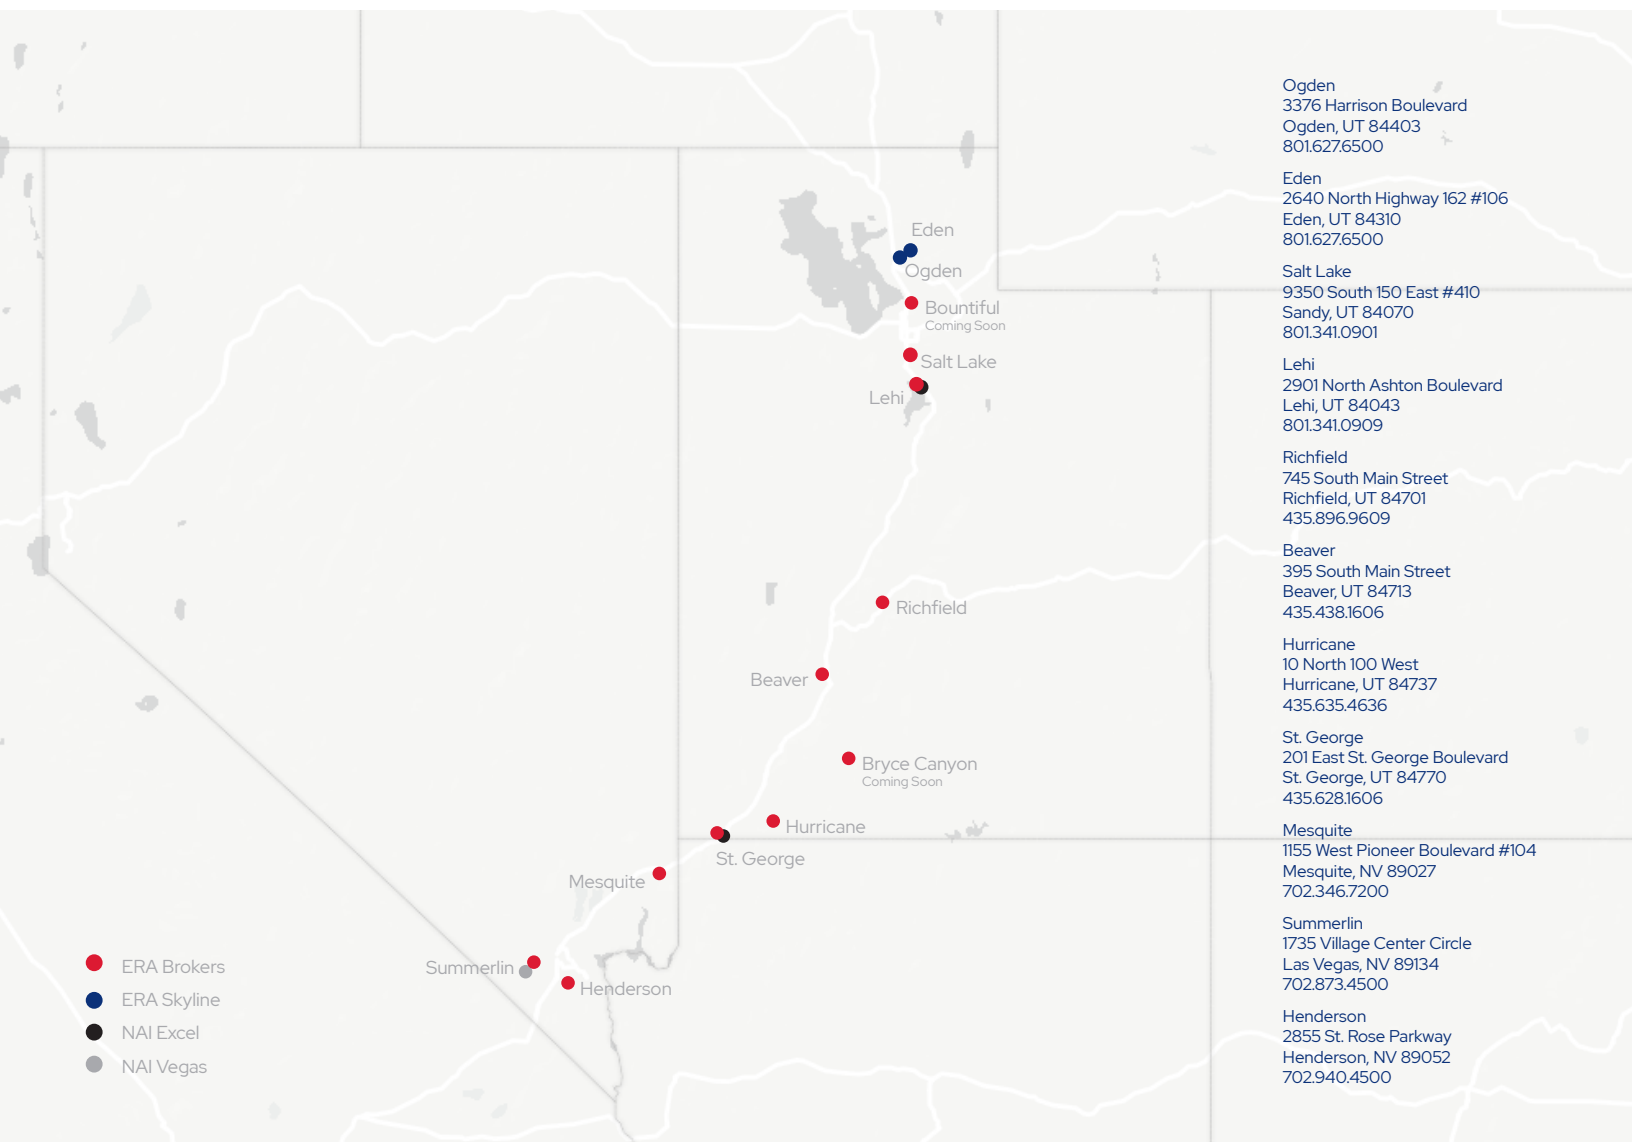 Eden
Ogden
Bountiful
Coming Soon
Salt Lake
Lehi
Richfield
Beaver
Bryce Canyon
Coming Soon
Hurricane
St. George
Mesquite
Summerlin
Henderson
ERA Brokers
ERA Skyline
NAI Excel
NAI Vegas
Ogden
3376 Harrison Boulevard
Ogden, UT 84403
801.627.6500
Eden
2640 North Highway 162 #106
Eden, UT 84310
801.627.6500
Salt Lake
9350 South 150 East #410
Sandy, UT 84070
801.341.0901
Lehi
2901 North Ashton Boulevard
Lehi, UT 84043
801.341.0909
Richfield
745 South Main Street
Richfield, UT 84701
435.896.9609
Beaver
395 South Main Street
Beaver, UT 84713
435.438.1606
Hurricane
10 North 100 West
Hurricane, UT 84737
435.635.4636
St. George
201 East St. George Boulevard
St. George, UT 84770
435.628.1606
Mesquite
1155 West Pioneer Boulevard #104
Mesquite, NV 89027
702.346.7200
Summerlin
1735 Village Center Circle
Las Vegas, NV 89134
702.873.4500
Henderson
2855 St. Rose Parkway
Henderson, NV 89052
702.940.4500